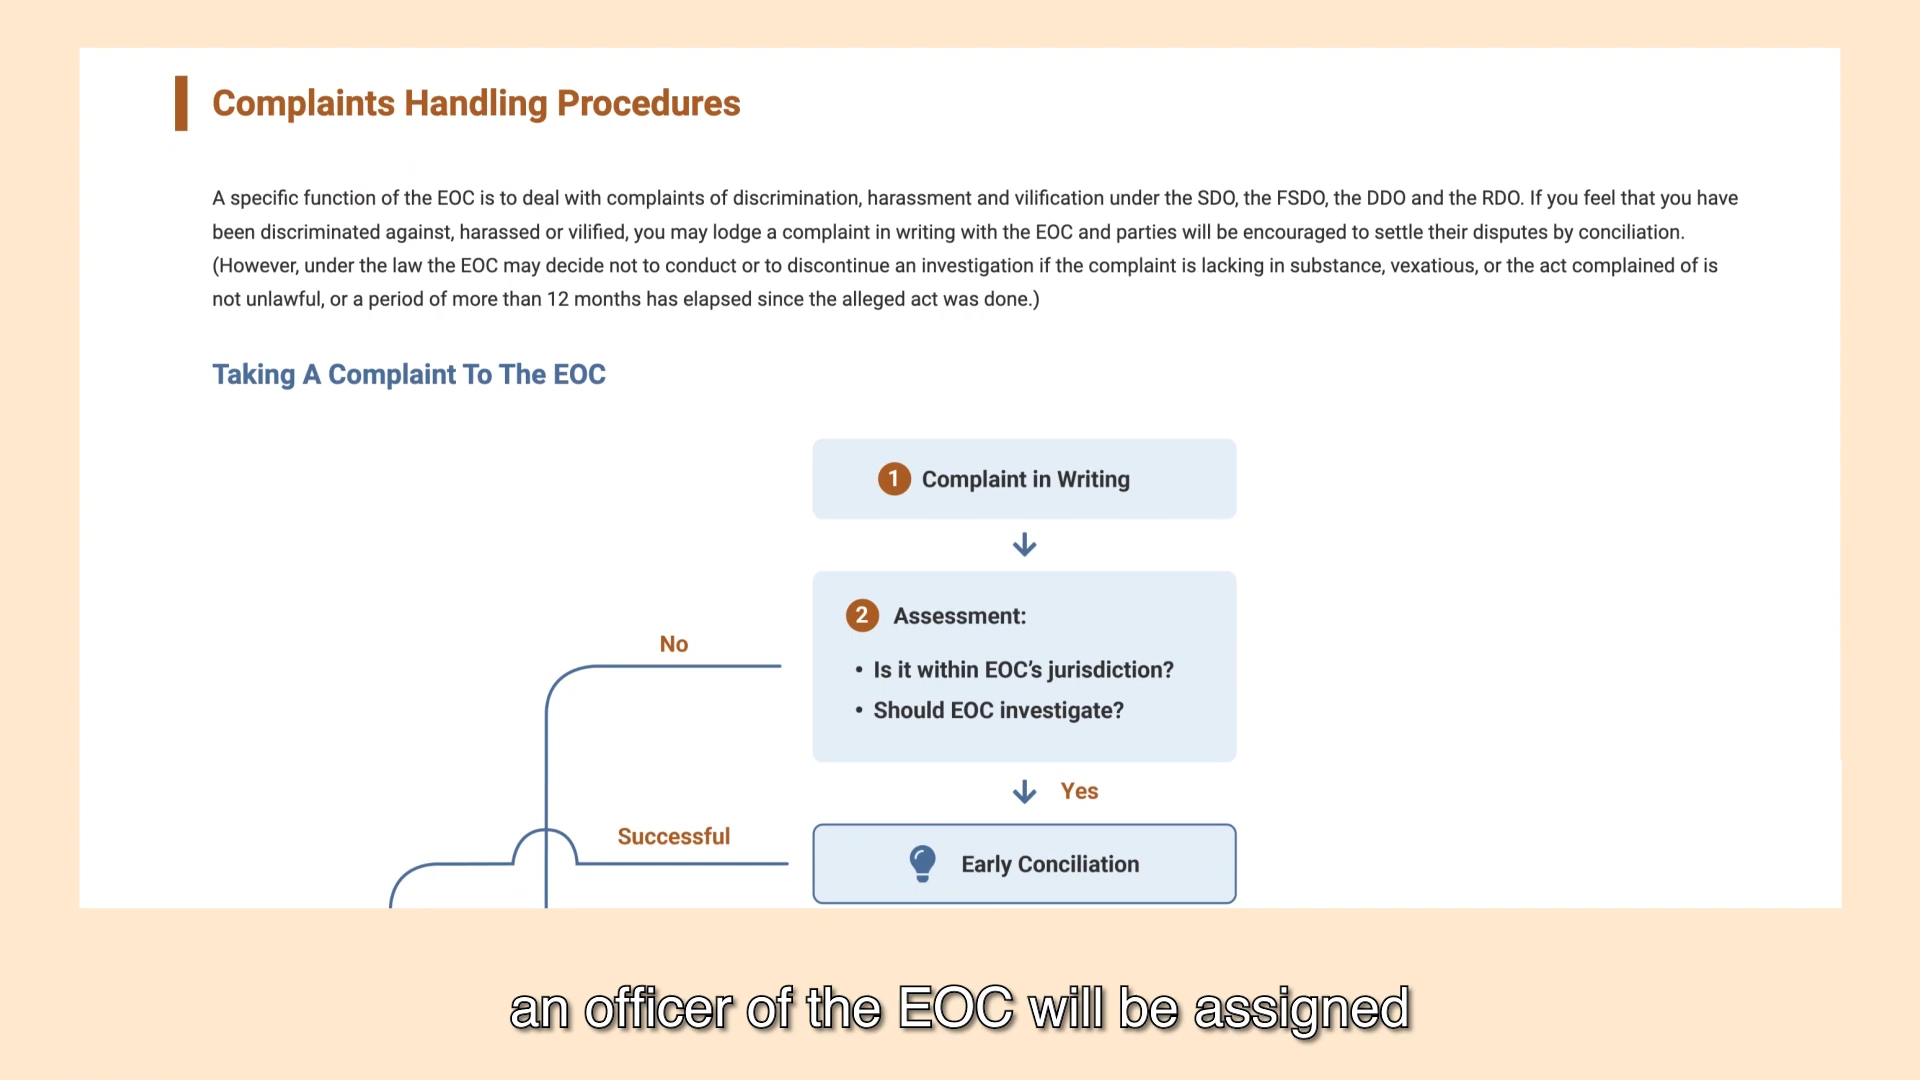 Complaints Handling Procedures
A specific function of the EOC is to deal with complaints of discrimination, harassment and vilification under the SDO, the FSDO, the DDO and the RDO. If you feel that you have
been discriminated against, harassed or vilified, you may lodge a complaint in writing with the EOC and parties will be encouraged to settle their disputes by conciliation.
(However, under the law the EOC may decide not to conduct or to discontinue an investigation if the complaint is lacking in substance, vexatious, or the act complained of is
not unlawful, or a period of more than 12 months has elapsed since the alleged act was done.)
Taking A Complaint To The EOC
1 Complaint in Writing
2 Assessment:
• Is it within EOC’s jurisdiction?
• Should EOC investigate?
No
Yes
Successful
Early Conciliation
an officer of the EOC will be assigned